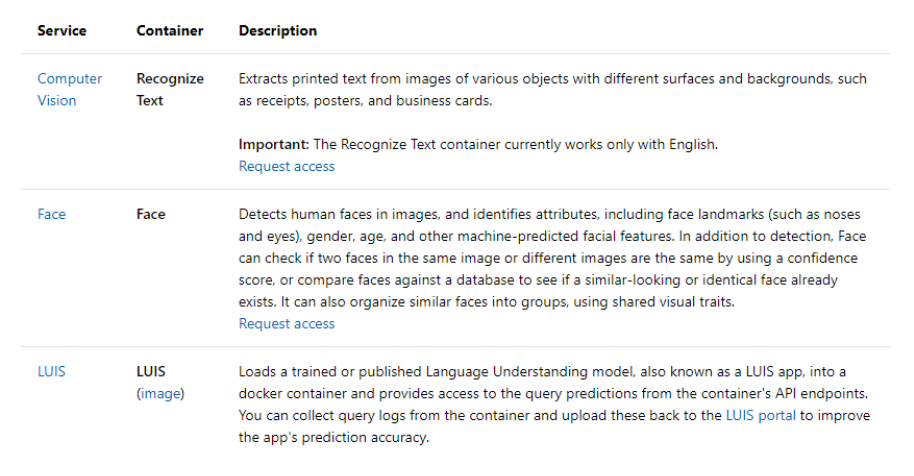 Service Container Description
Computer Vision Recognize Text Extracts printed text from images of various objects with different surfaces and backgrounds, such
as receipts, posters, and business cards.
Important: The Recognize Text container currently works only with English.
Request access
Face Face Detects human faces in images, and identifies attributes, including face landmarks (such as noses
and eyes), gender, age, and other machine-predicted facial features. In addition to detection, Face
can check if two faces in the same image or different images are the same by using a confidence
score, or compare faces against a database to see if a similar-looking or identical face already
exists. It can also organize similar faces into groups, using shared visual traits.
Request access
LUIS LUIS (image) Loads a trained or published Language Understanding model, also known as a LUIS app, into a
docker container and provides access to the query predictions from the container's API endpoints.
You can collect query logs from the container and upload these back to the LUIS portal to improve
the app's prediction accuracy.